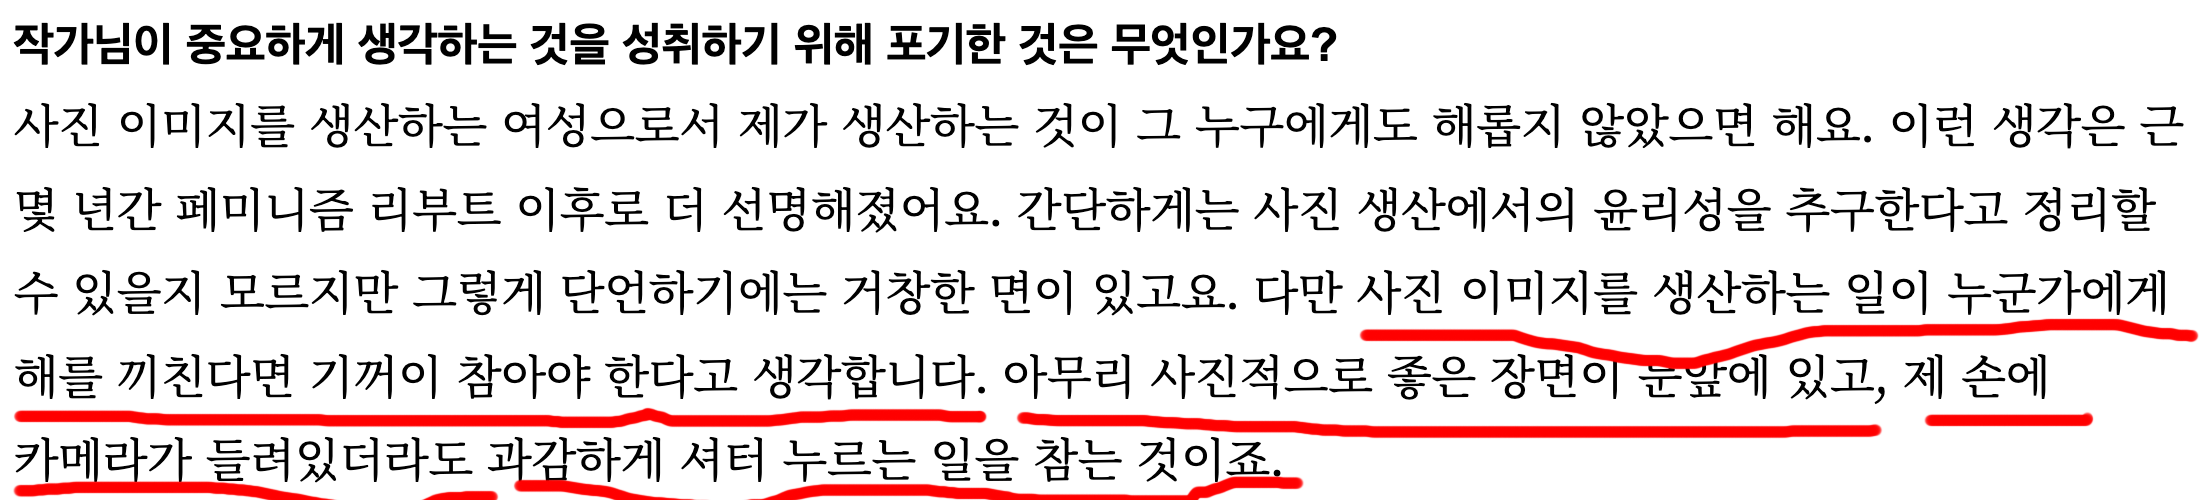 작가님이 중요하게 생각하는 것을 성취하기 위해 포기한 것은 무엇인가요?
사진 이미지를 생산하는 여성으로서 제가 생산하는 것이 그 누구에게도 해롭지 않았으면 해요. 이런 생각은 근
몇 년간 페미니즘 리부트 이후로 더 선명해졌어요. 간단하게는 사진 생산에서의 윤리성을 추구한다고 정리할
수 있을지 모르지만 그렇게 단언하기에는 거창한 면이 있고요. 다만 사진 이미지를 생산하는 일이 누군가에게
해를 끼친다면 기꺼이 참아야 한다고 생각합니다. 아무리 사진적으로 좋은 장면이 눈앞에 있고, 제 손에
카메라가 들려있더라도 과감하게 셔터 누르는 일을 참는 것이죠.